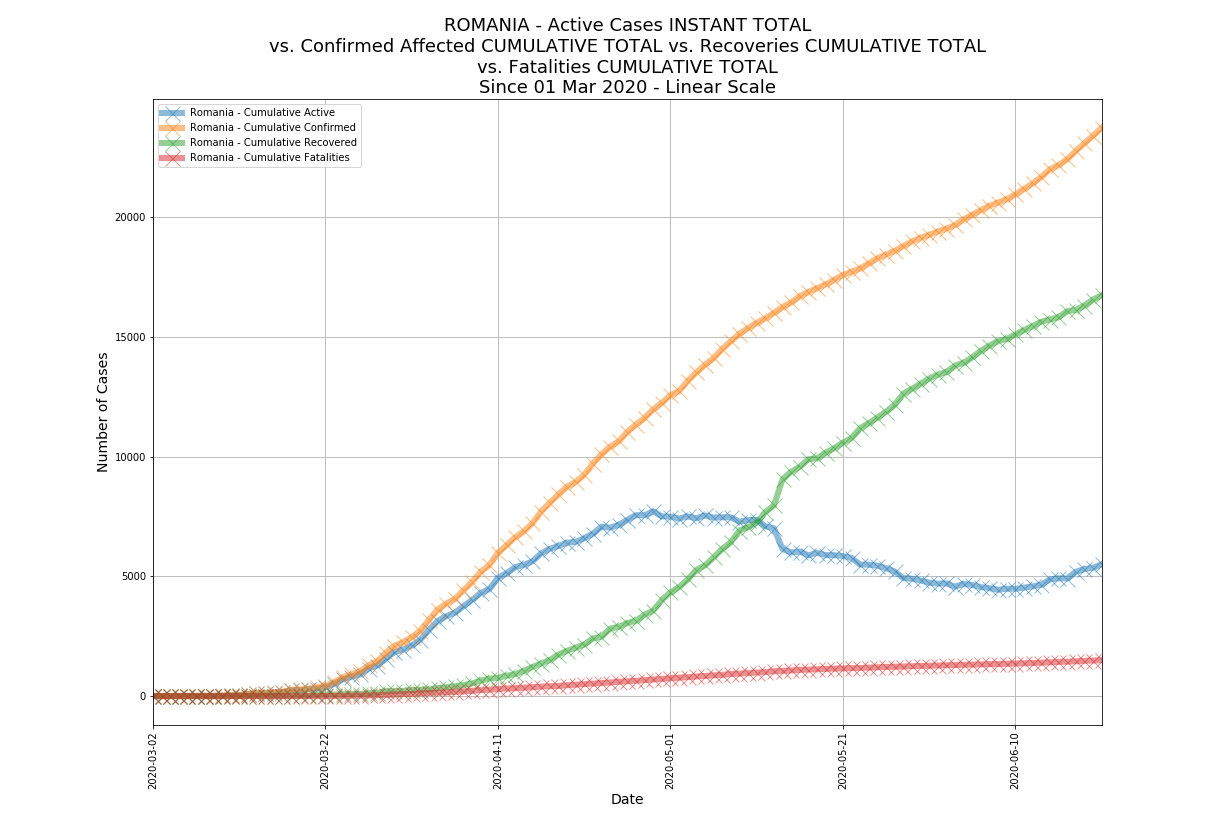 ROMANIA - Active Cases INSTANT TOTAL
vs. Confirmed Affected CUMULATIVE TOTAL vs. Recoveries CUMULATIVE TOTAL
vs. Fatalities CUMULATIVE TOTAL
Since 01 Mar 2020 - Linear Scale
Romania - Cumulative Active
Romania - Cumulative Confirmed
Romania - Cumulative Recovered
Romania - Cumulative Fatalities
Number of Cases
20000
15000
10000
5000
0
2020-03-02
2020-03-22
2020-04-11
2020-05-01
2020-05-21
2020-06-10
Date